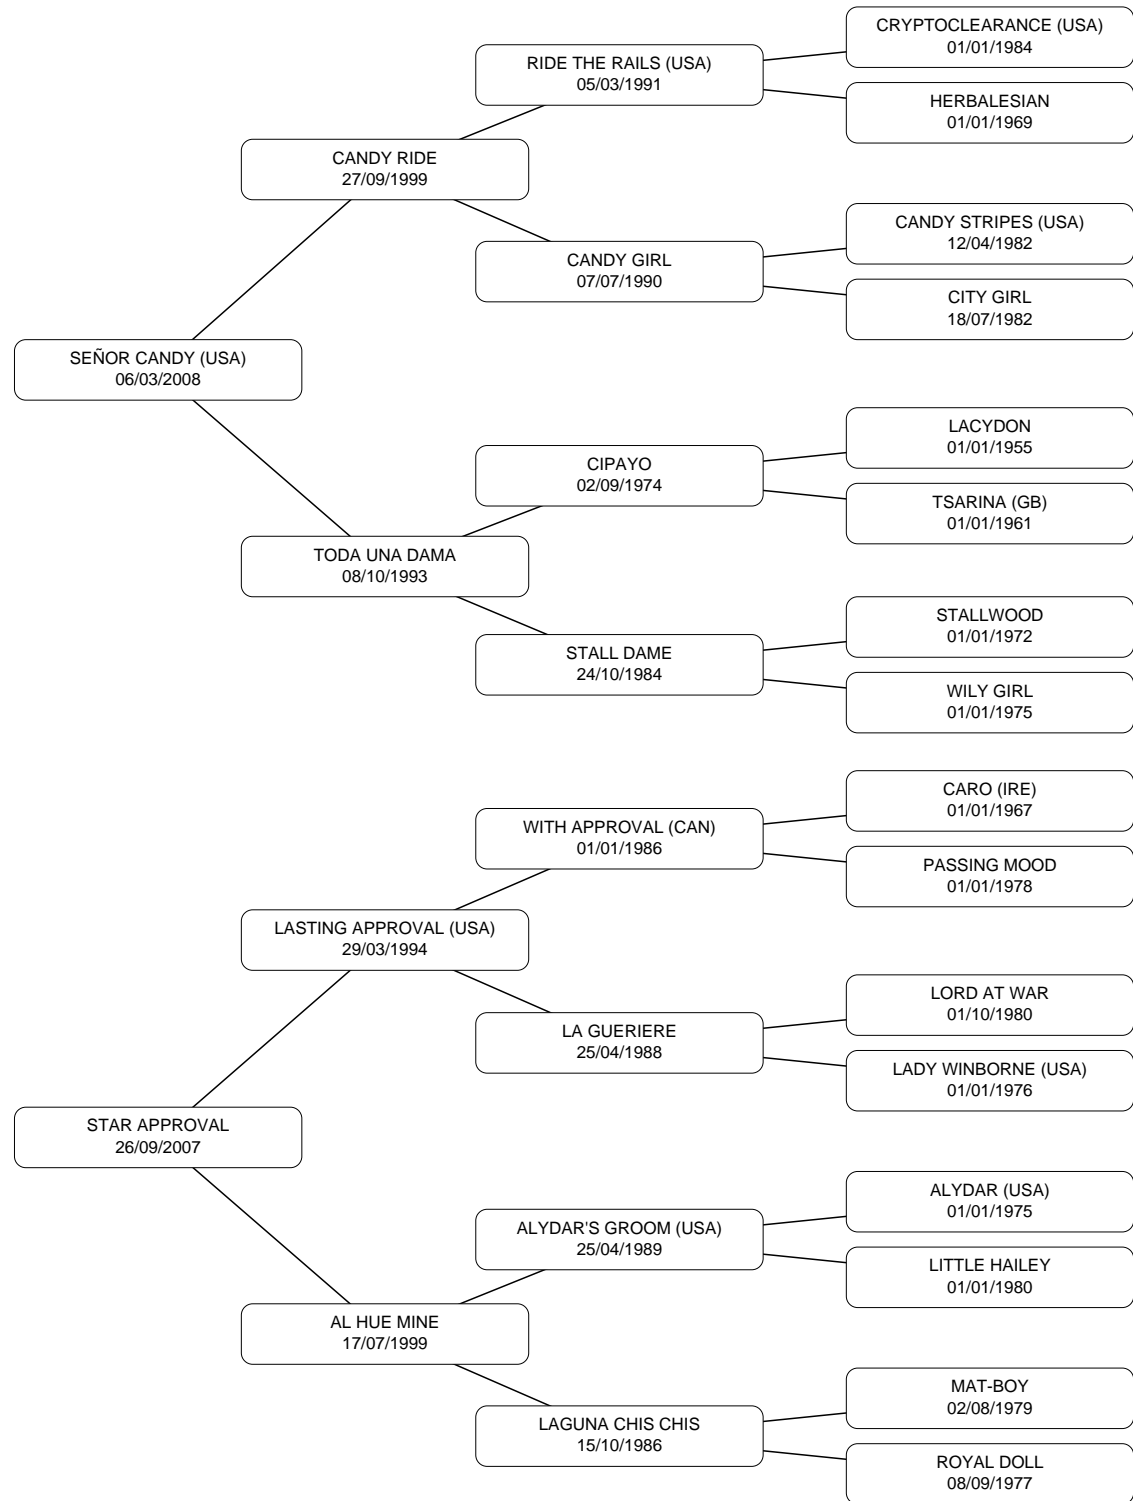 CRYPTOCLEARANCE (USA)
01/01/1984
RIDE THE RAILS (USA)
05/03/1991
HERBALESIAN
01/01/1969
CANDY RIDE
27/09/1999
CANDY STRIPES (USA)
12/04/1982
CANDY GIRL
07/07/1990
CITY GIRL
18/07/1982
SEÑOR CANDY (USA)
06/03/2008
LACYDON
01/01/1955
CIPAYO
02/09/1974
TSARINA (GB)
01/01/1961
TODA UNA DAMA
08/10/1993
STALLWOOD
01/01/1972
STALL DAME
24/10/1984
WILY GIRL
01/01/1975
CARO (IRE)
01/01/1967
WITH APPROVAL (CAN)
01/01/1986
PASSING MOOD
01/01/1978
LASTING APPROVAL (USA)
29/03/1994
LORD AT WAR
01/10/1980
LA GUERIERE
25/04/1988
LADY WINBORNE (USA)
01/01/1976
STAR APPROVAL
26/09/2007
ALYDAR (USA)
01/01/1975
ALYDAR'S GROOM (USA)
25/04/1989
LITTLE HAILEY
01/01/1980
AL HUE MINE
17/07/1999
MAT-BOY
02/08/1979
LAGUNA CHIS CHIS
15/10/1986
ROYAL DOLL
08/09/1977